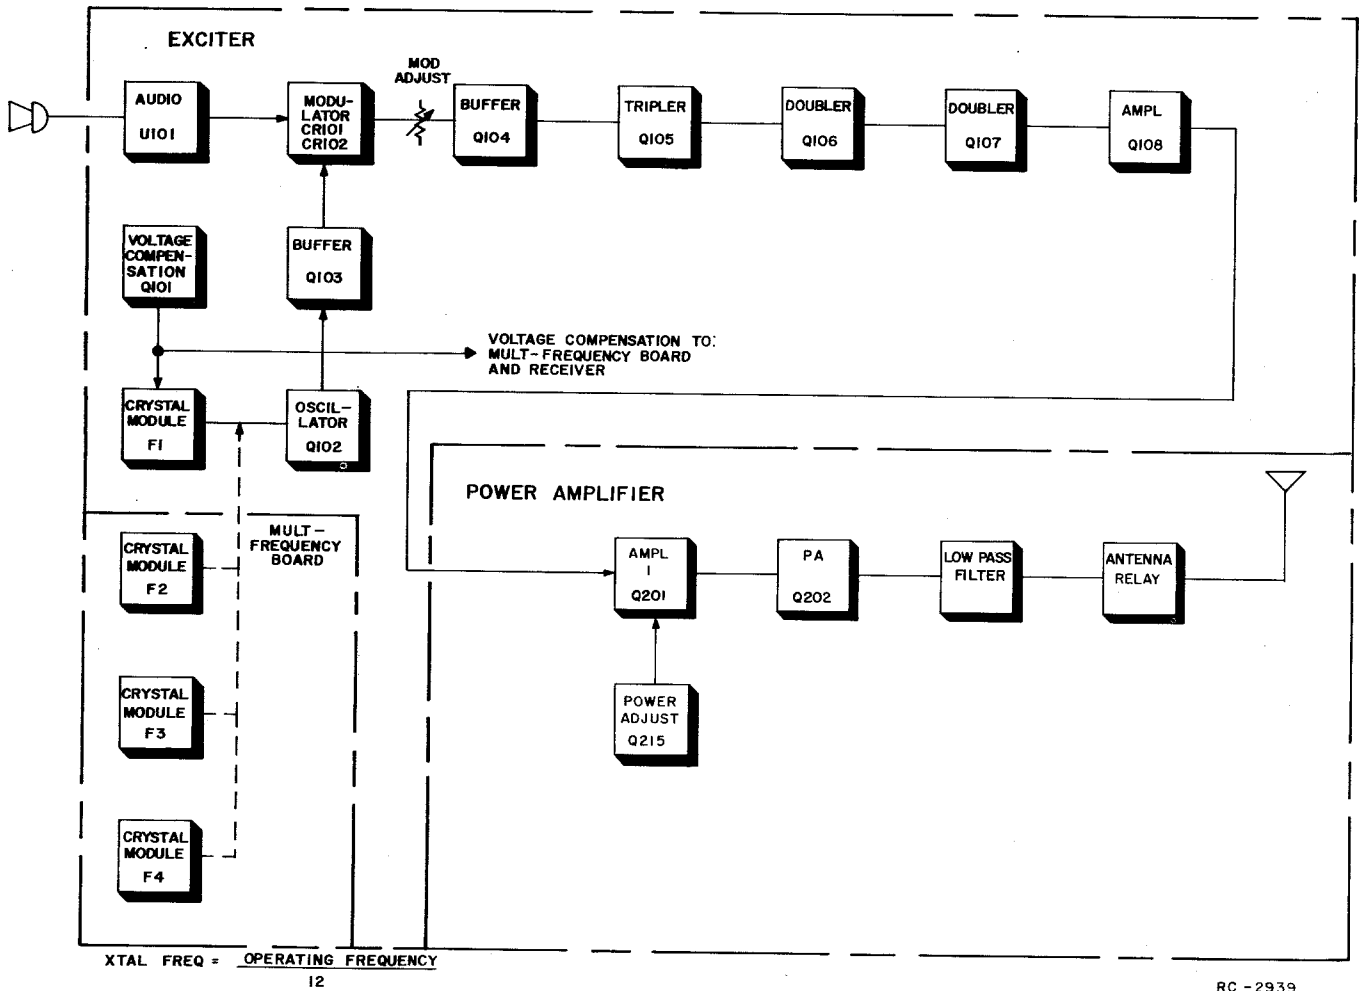 EXCITER
MOD
ADJUST
AUDIO
U101
MODU-
LATOR
CR101
CR102
BUFFER
Q104
TRIPLER
Q105
DOUBLER
Q106
DOUBLER
Q107
AMPL
Q108
VOLTAGE
COMPEN-
SATION
Q101
BUFFER
Q103
VOLTAGE COMPENSATION TO:
MULT-FREQUENCY BOARD
AND RECEIVER
CRYSTAL
MODULE
F1
OSCIL-
LATOR
Q102
POWER AMPLIFIER
MULT-
FREQUENCY
BOARD
CRYSTAL
MODULE
F2
AMPL
1
Q201
PA
Q202
LOW PASS
FILTER
ANTENNA
RELAY
CRYSTAL
MODULE
F3
POWER
ADJUST
Q215
CRYSTAL
MODULE
F4
XTAL FREQ = OPERATING FREQUENCY
12
RC-2939